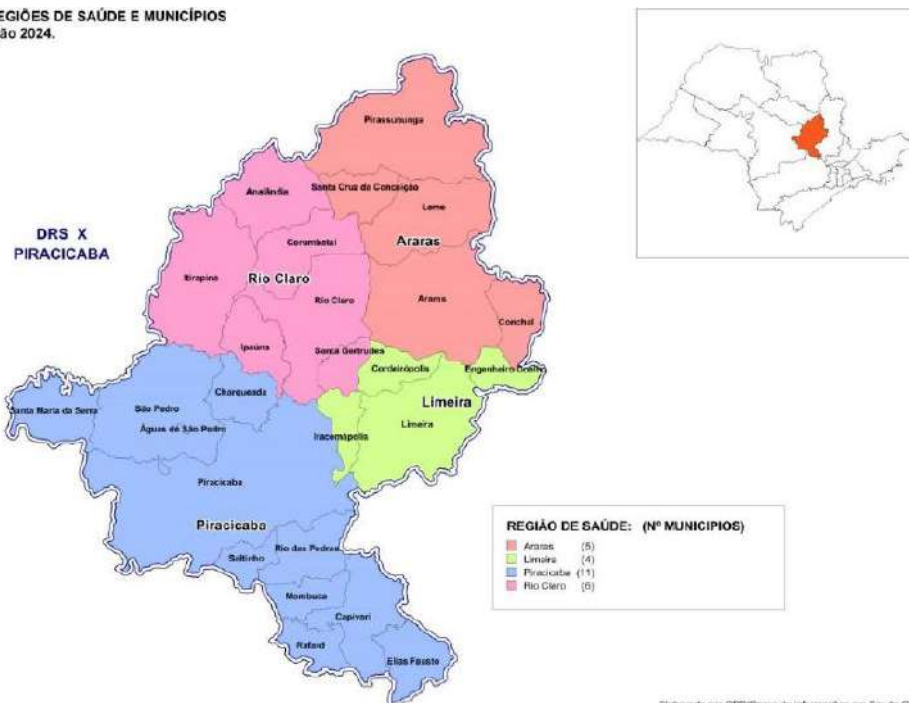 EGIÕES DE SAÚDE E MUNICÍPIOS
ão 2024.
DRS X
PIRACICABA
Pirassununga
Santa Cruz da Conceição
Leme
Araras
Araras
Conchal
Analândia
Corumbataí
Itirapina
Rio Claro
Rio Claro
Ipeúna
Santa Gertrudes
Cordeirópolis
Engenheiro Coelho
Limeira
Limeira
Iracemápolis
Charqueada
Santa Maria da Serra
São Pedro
Águas de São Pedro
Piracicaba
Piracicaba
Rio das Pedras
Saltinho
Mombuca
Capivari
Rafard
Elias Fausto
REGIÃO DE SAÚDE: (Nº MUNICIPIOS)
Araras (5)
Limeira (4)
Piracicaba (11)
Rio Claro (6)